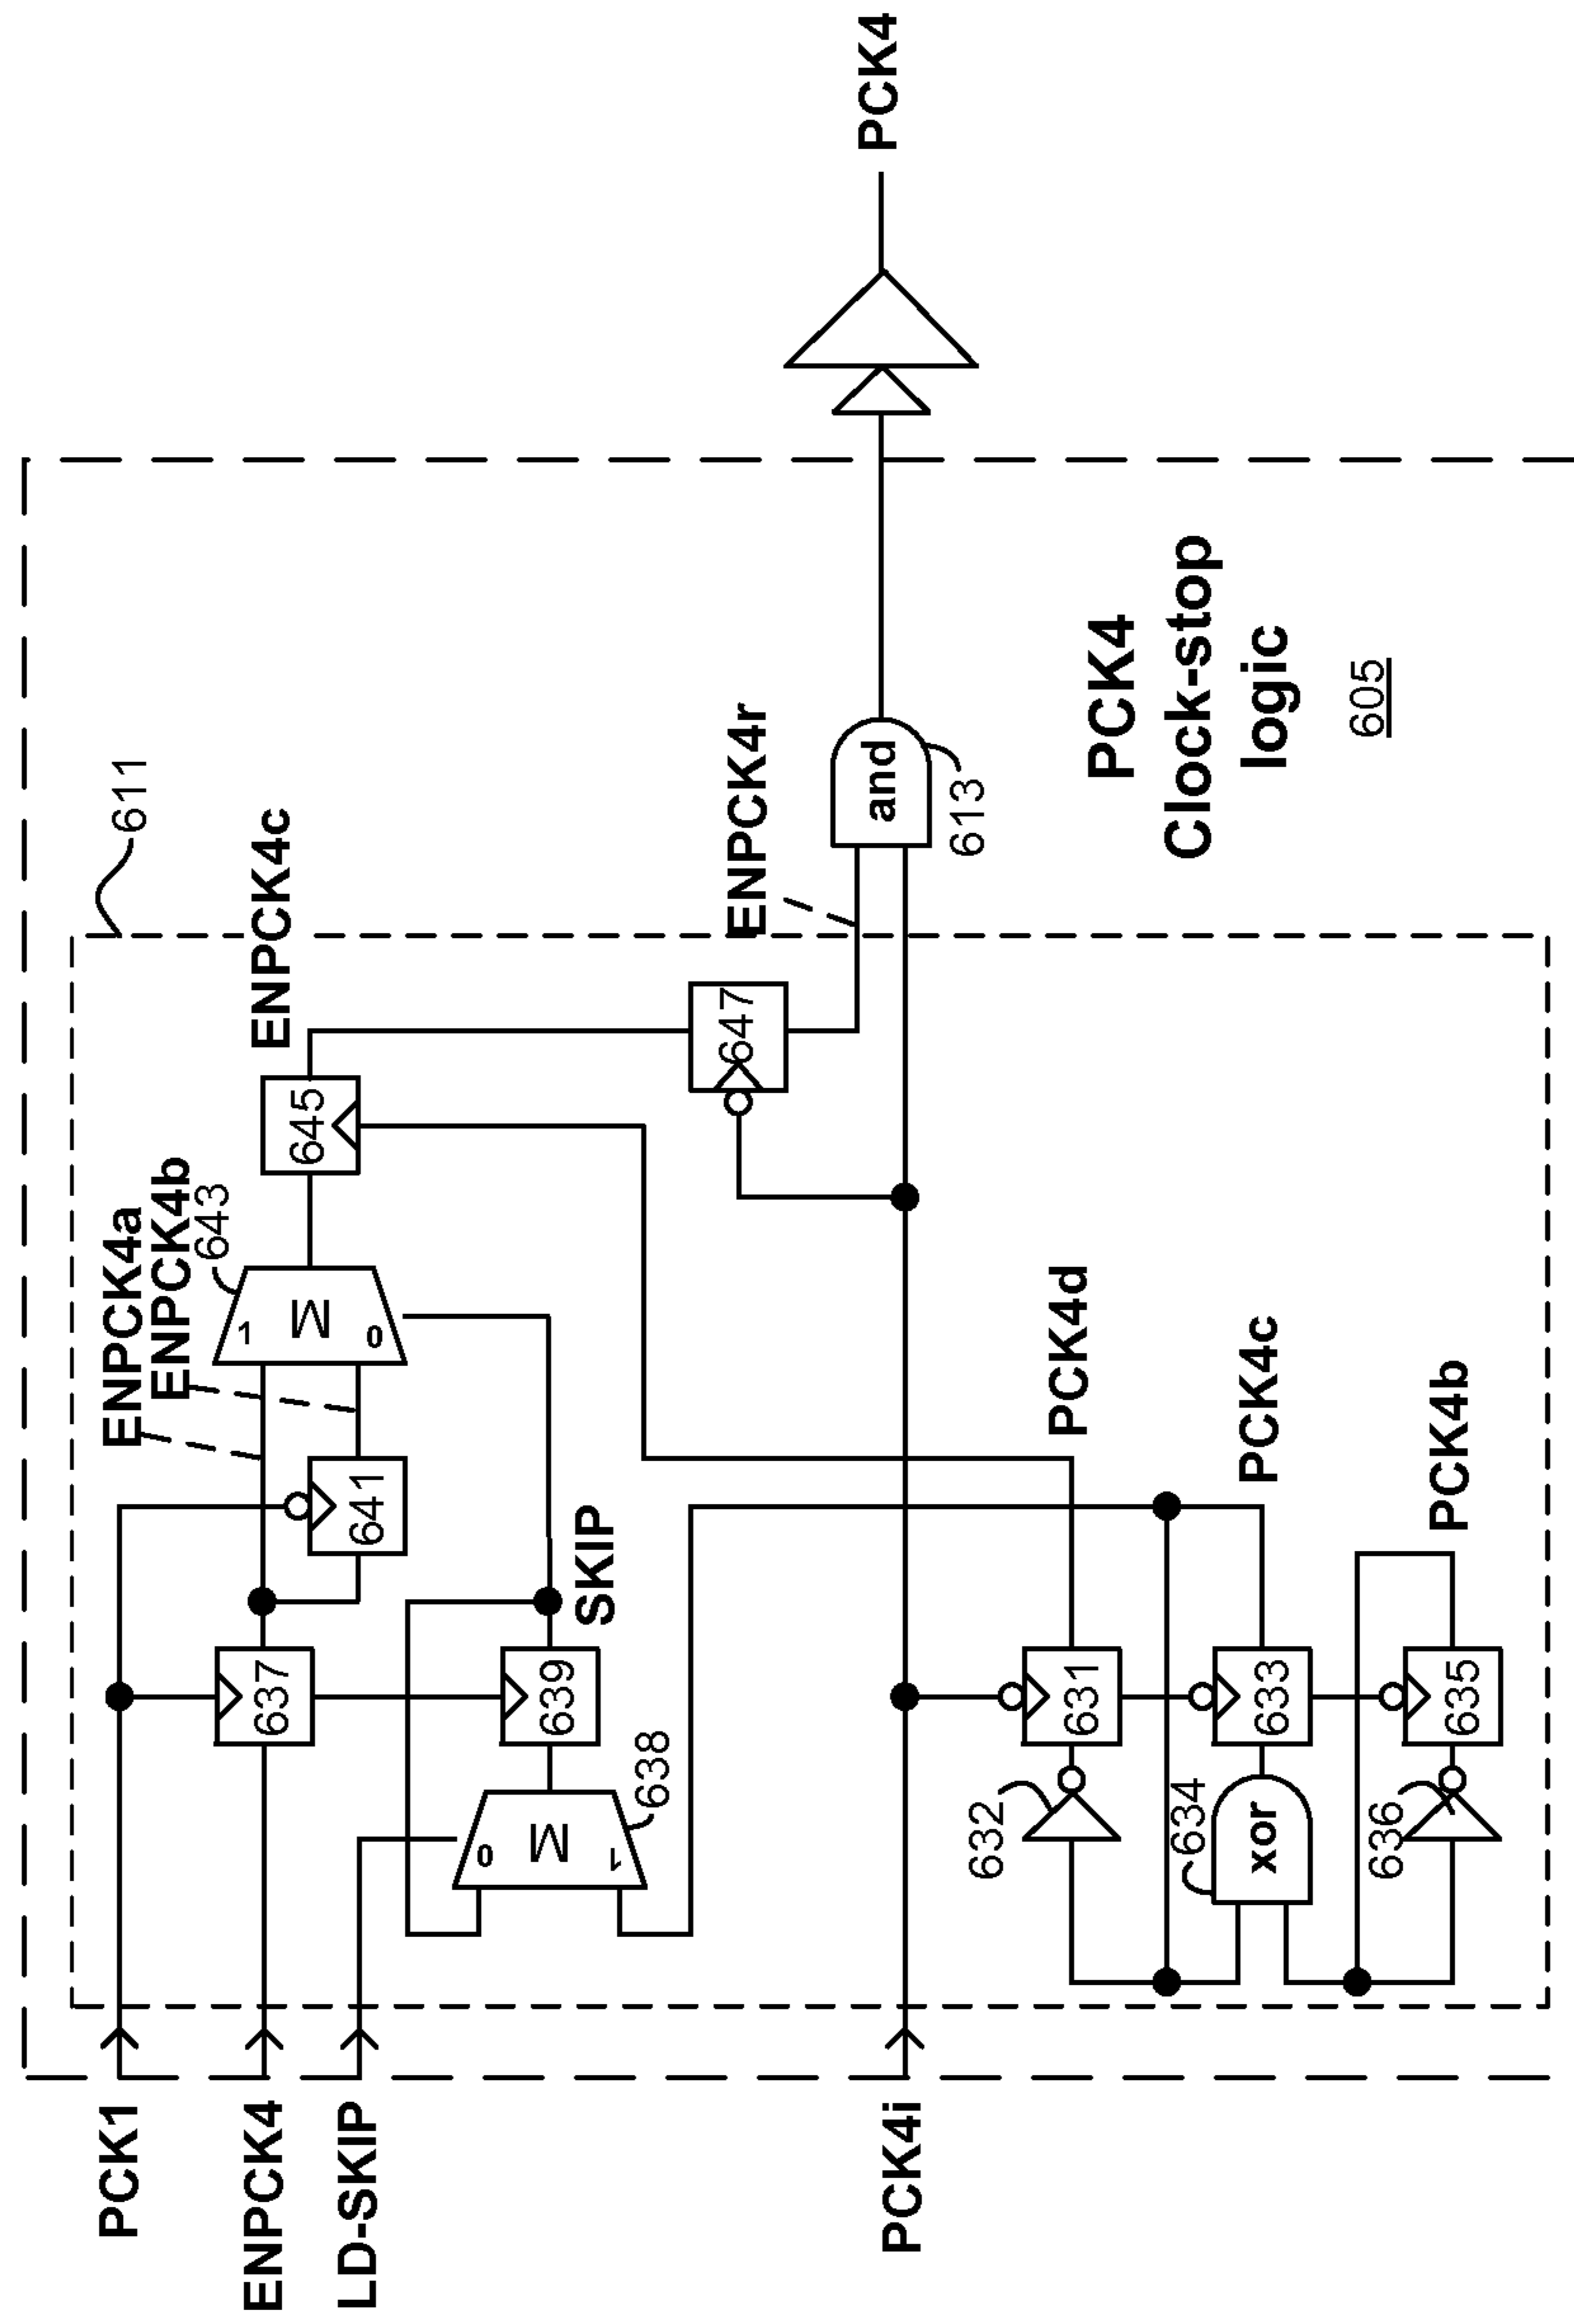 PCK1
ENPCK4
LD-SKIP
PCK4i
611
ENPCK4a
ENPCK4b
643
ENPCK4c
637
641
1
M
0
645
SKIP
639
638
0
M
1
647
ENPCK4r
and
613
PCK4
632
631
PCK4d
634
xor
633
PCK4c
636
635
PCK4b
PCK4
Clock-stop
logic
605